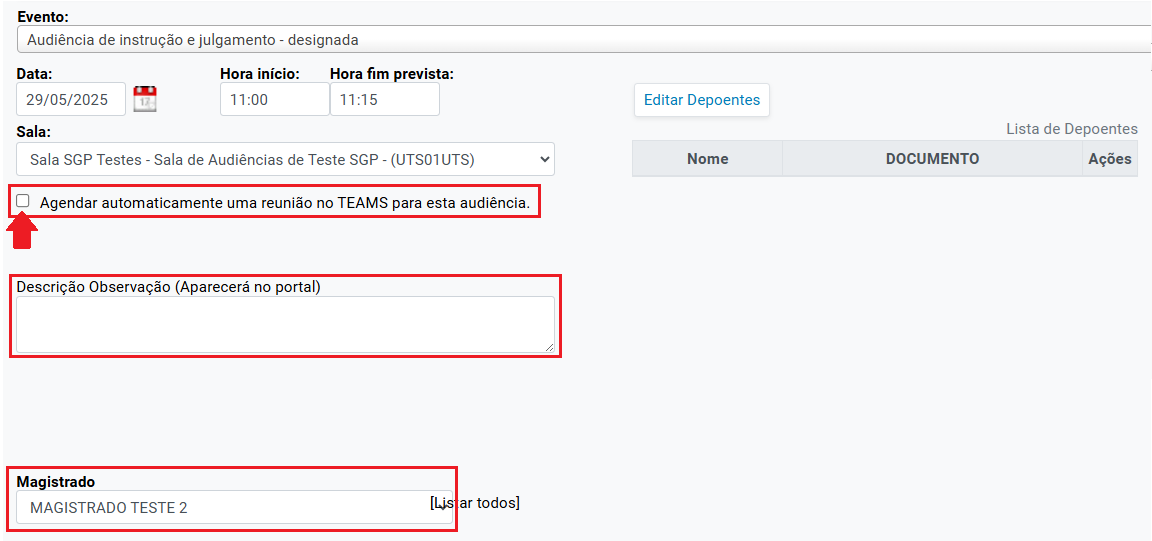 Evento:
Audiência de instrução e julgamento - designada
Data:
Hora início:
Hora fim prevista:
29/05/2025
17
11:00
11:15
Editar Depoentes
Lista de Depoentes
Sala:
Sala SGP Testes - Sala de Audiências de Teste SGP - (UTS01UTS)
Nome
DOCUMENTO
Ações
Agendar automaticamente uma reunião no TEAMS para esta audiência.
Descrição Observação (Aparecerá no portal)
Magistrado
MAGISTRADO TESTE 2
[Listar todos]